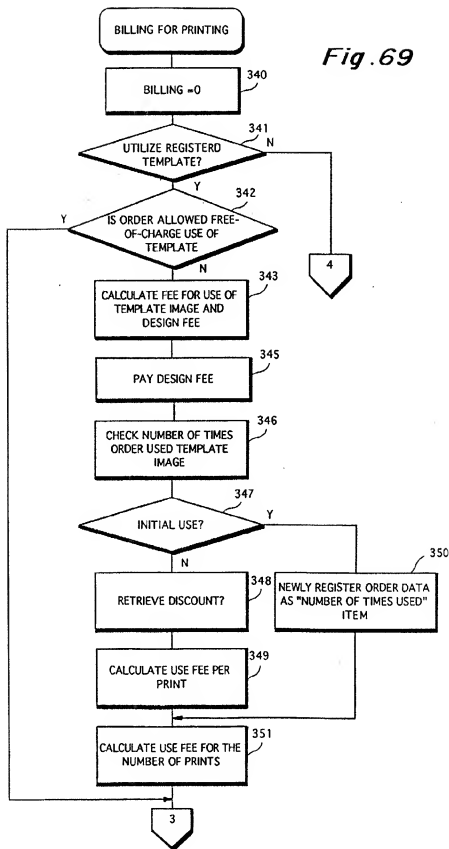 BILLING FOR PRINTING
Fig. 69
340
BILLING =0
341
UTILIZE REGISTERD
TEMPLATE?
N
Y
342
Y
IS ORDER ALLOWED FREE-
OF-CHARGE USE OF
TEMPLATE
4
N
343
CALCULATE FEE FOR USE OF
TEMPLATE IMAGE AND
DESIGN FEE
345
PAY DESIGN FEE
346
CHECK NUMBER OF TIMES
ORDER USED TEMPLATE
IMAGE
347
INITIAL USE?
Y
N
348
RETRIEVE DISCOUNT?
350
NEWLY REGISTER ORDER DATA
AS "NUMBER OF TIMES USED"
ITEM
349
CALCULATE USE FEE PER
PRINT
351
CALCULATE USE FEE FOR THE
NUMBER OF PRINTS
3